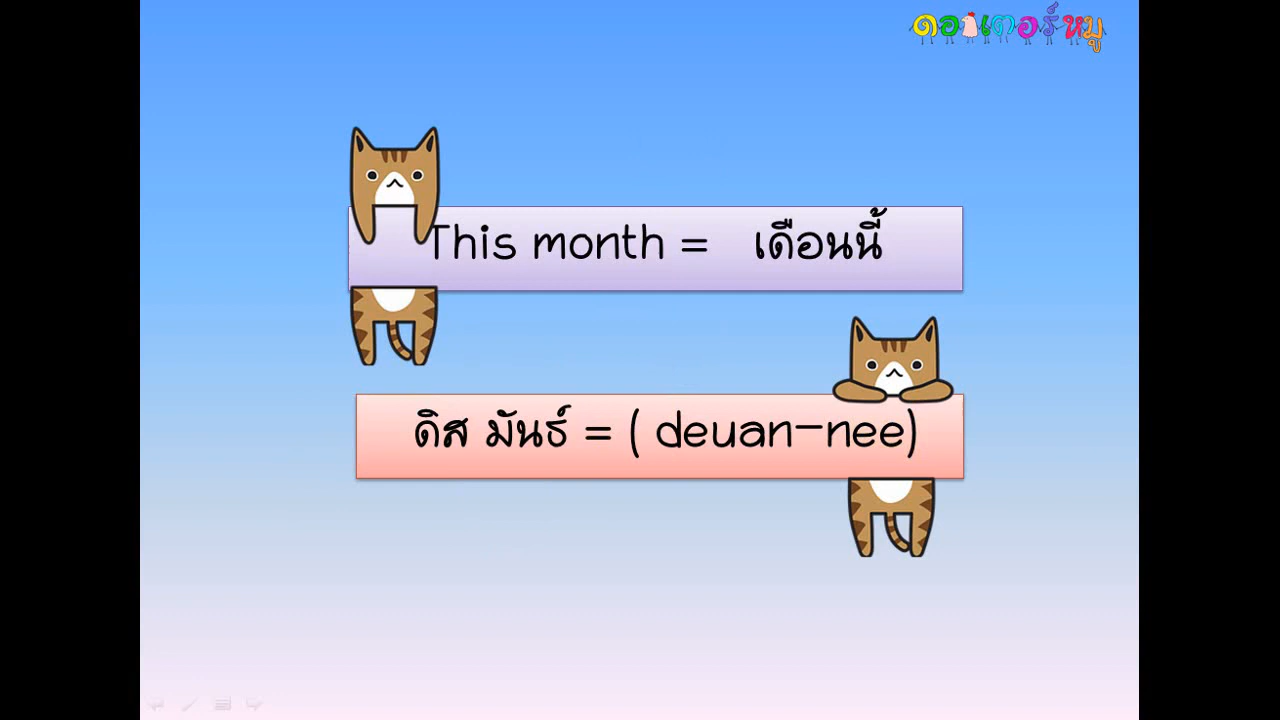 ดอกเตอร์หมู
This month = เดือนนี้
ดิส มันธ์ = ( deuan-nee)